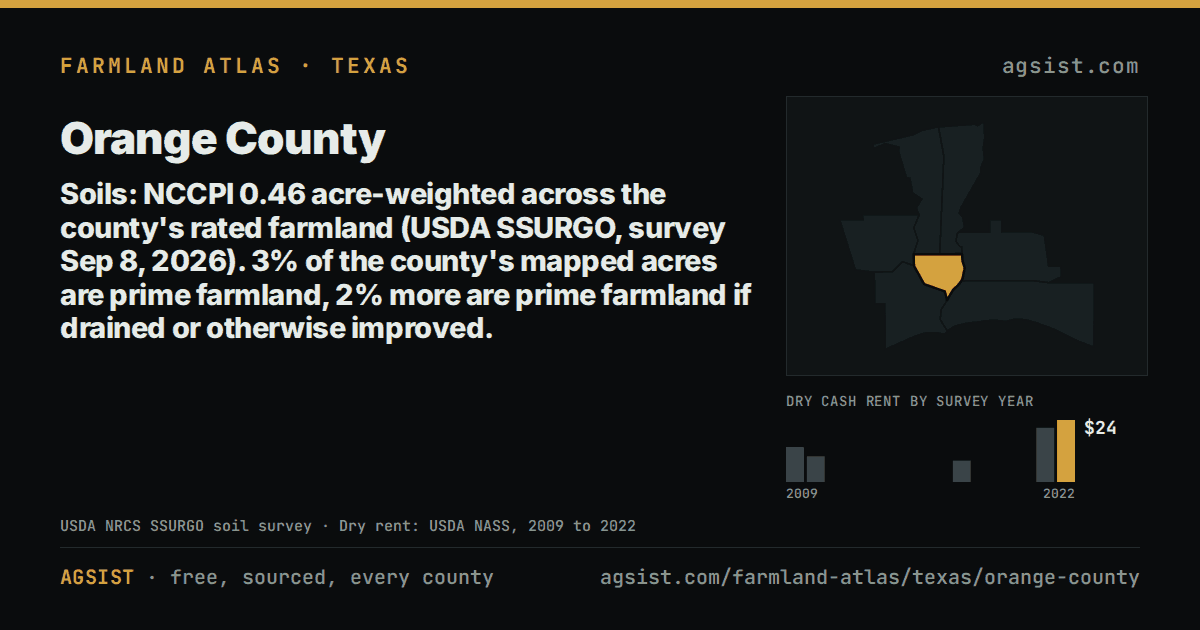 FARMLAND ATLAS · TEXAS
agsist.com
Orange County
Soils: NCCPI 0.46 acre-weighted across the
county's rated farmland (USDA SSURGO, survey
Sep 8, 2026). 3% of the county's mapped acres
are prime farmland, 2% more are prime farmland if
drained or otherwise improved.
DRY CASH RENT BY SURVEY YEAR
$24
2009
2022
USDA NRCS SSURGO soil survey · Dry rent: USDA NASS, 2009 to 2022
AGSIST · free, sourced, every county
agsist.com/farmland-atlas/texas/orange-county